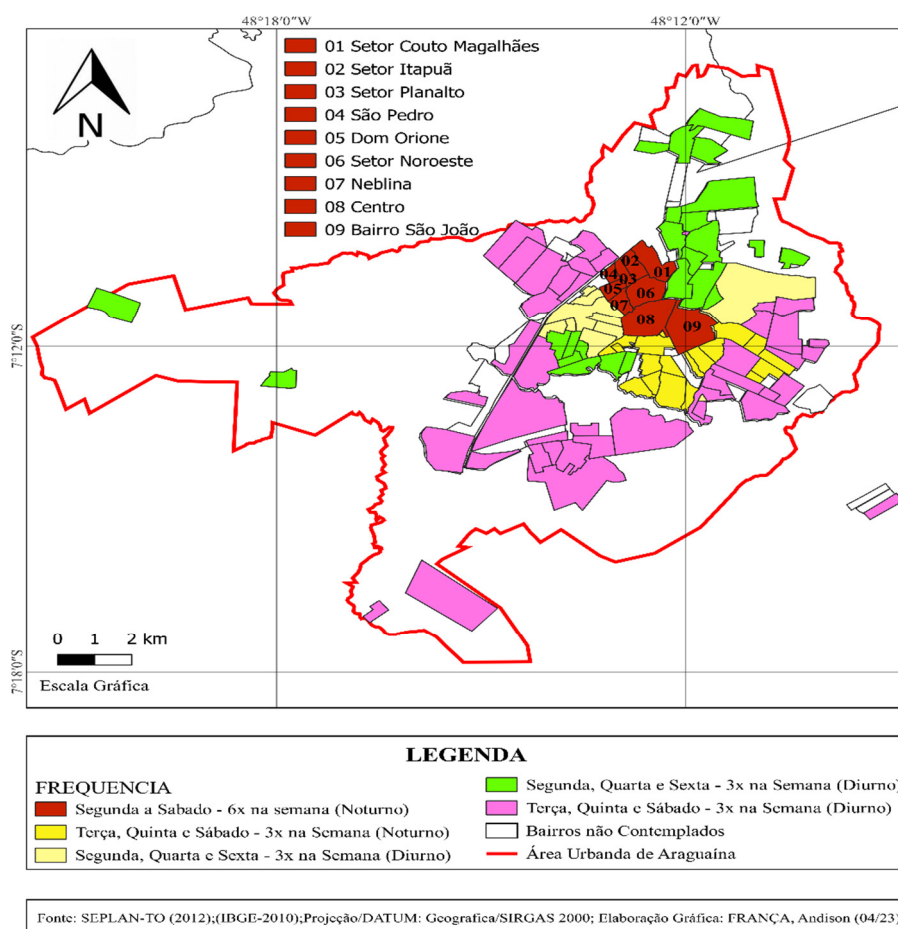 48°18'0"W 48°12'0"W
01 Setor Couto Magalhães
02 Setor Itapuã
03 Setor Planalto
04 São Pedro
05 Dom Orione
06 Setor Noroeste
07 Neblina
08 Centro
09 Bairro São João
N
02
04 03 01
05 06
07
08 09
7°12'0"S
0 1 2 km
Escala Gráfica
7°18'0"S
LEGENDA
FREQUENCIA
Segunda a Sabado - 6x na semana (Noturno)
Terça, Quinta e Sábado - 3x na Semana (Noturno)
Segunda, Quarta e Sexta - 3x na Semana (Diurno)
Segunda, Quarta e Sexta - 3x na Semana (Diurno)
Terça, Quinta e Sábado - 3x na Semana (Diurno)
Bairros não Contemplados
Área Urbanda de Araguaína
Fonte: SEPLAN-TO (2012);(IBGE-2010);Projeção/DATUM: Geografica/SIRGAS 2000; Elaboração Gráfica: FRANÇA, Andison (04/23)